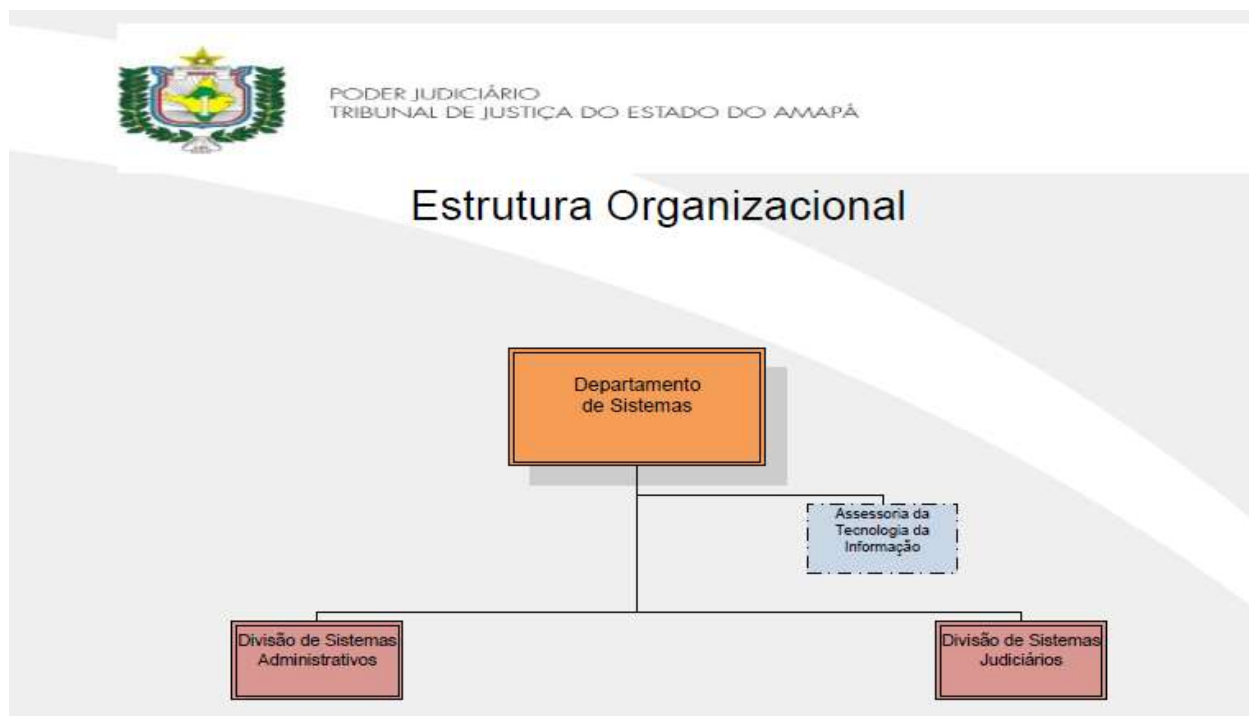 PODER JUDICIÁRIO
TRIBUNAL DE JUSTIÇA DO ESTADO DO AMAPÁ
Estrutura Organizacional
Departamento
de Sistemas
Assessoria da
Tecnologia da
Informação
Divisão de Sistemas
Administrativos
Divisão de Sistemas
Judiciários